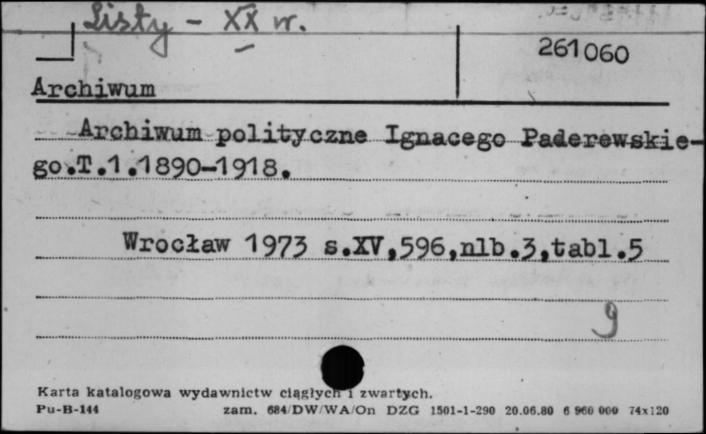 Listy - XX w.
261060
Archiwum
Archiwum polityczne Ignacego Paderewskie-
go.T.1.1890-1918.
Wrocław 1973 s.XV,596,nlb.3,tabl.5
9
Karta katalogowa wydawnictw ciągłych i zwartych.
Pu-B-144 zam. 684/DW/WA/On DZG 1501-1-290 20.06.80 6 960 000 74x120